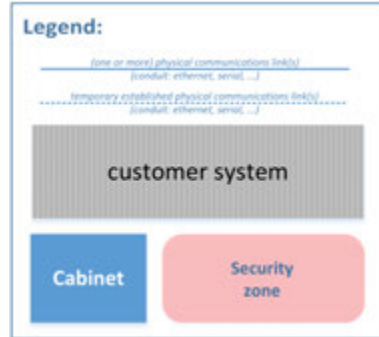 Legend:
(one or more) physical communications link(s)
(conduit: ethernet, serial, ...)
temporary established physical communications link(s)
(conduit: ethernet, serial, ...)
customer system
Cabinet
Security
zone